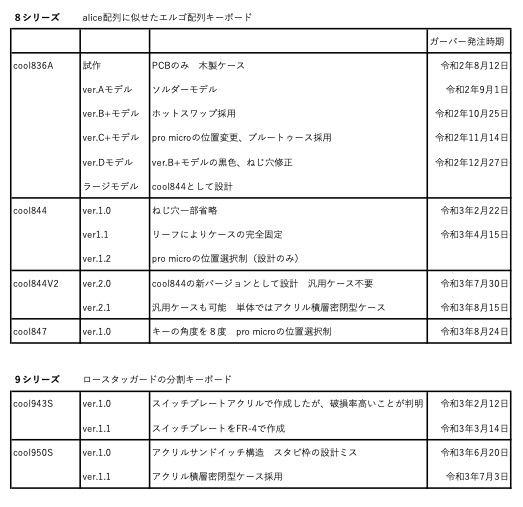 ８シリーズ　alice配列に似せたエルゴ配列キーボード
ガーバー発注時期
cool836A　試作　PCBのみ　木製ケース　令和2年8月12日
ver.Aモデル　ソルダーモデル　令和2年9月1日
ver.B+モデル　ホットスワップ採用　令和2年10月25日
ver.C+モデル　pro microの位置変更、ブルートゥース採用　令和2年11月14日
ver.Dモデル　ver.B+モデルの黒色、ねじ穴修正　令和2年12月27日
ラージモデル　cool844として設計
cool844　ver.1.0　ねじ穴一部省略　令和3年2月22日
ver1.1　リーフによりケースの完全固定　令和3年4月15日
ver.1.2　pro microの位置選択制（設計のみ）
cool844V2　ver.2.0　cool844の新バージョンとして設計　汎用ケース不要　令和3年7月30日
ver.2.1　汎用ケースも可能　単体ではアクリル積層密閉型ケース　令和3年8月15日
cool847　ver.1.0　キーの角度を８度　pro microの位置選択制　令和3年8月24日
９シリーズ　ロースタッガードの分割キーボード
cool943S　ver.1.0　スイッチプレートアクリルで作成したが、破損率高いことが判明　令和3年2月12日
ver.1.1　スイッチプレートをFR-4で作成　令和3年3月14日
cool950S　ver.1.0　アクリルサンドイッチ構造　スタビ枠の設計ミス　令和3年6月20日
ver.1.1　アクリル積層密閉型ケース採用　令和3年7月3日